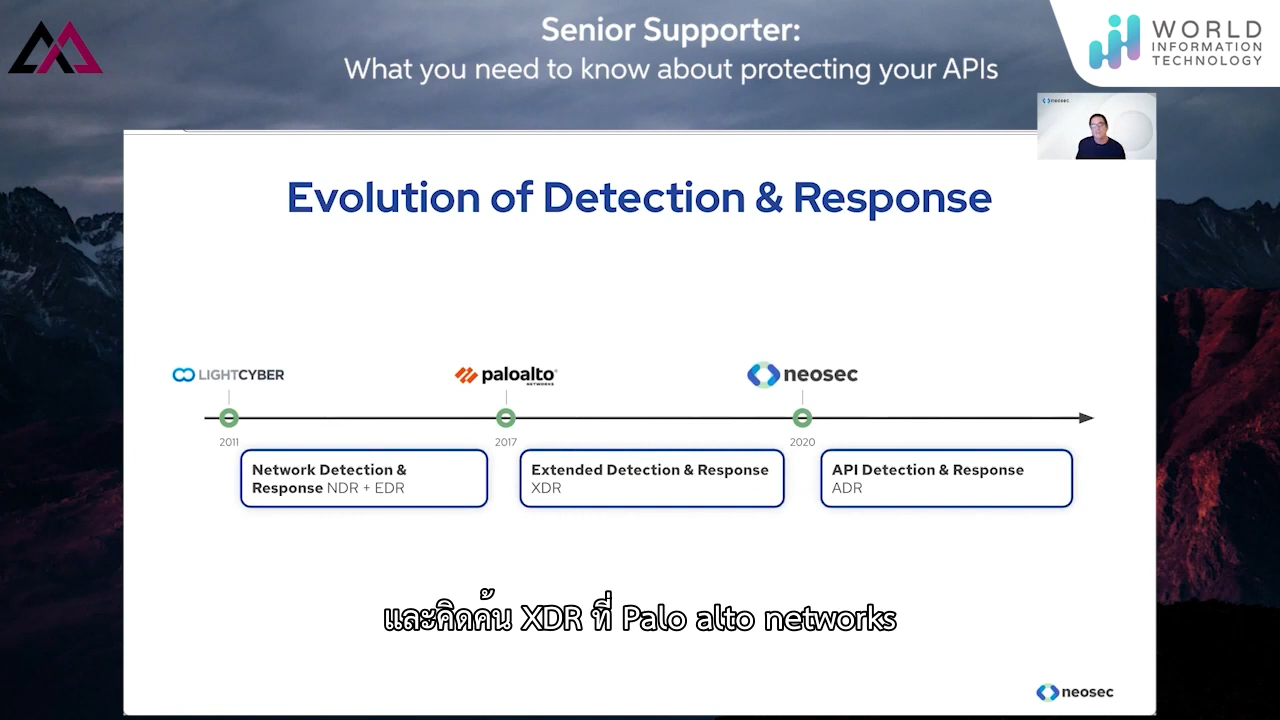 Senior Supporter:
What you need to know about protecting your APIs
WORLD
INFORMATION
TECHNOLOGY
neosec
Evolution of Detection & Response
LIGHTCYBER
paloalto
NETWORKS
neosec
2011
2017
2020
Network Detection &
Response NDR + EDR
Extended Detection & Response
XDR
API Detection & Response
ADR
และคิดค้น XDR ที่ Palo alto networks
neosec